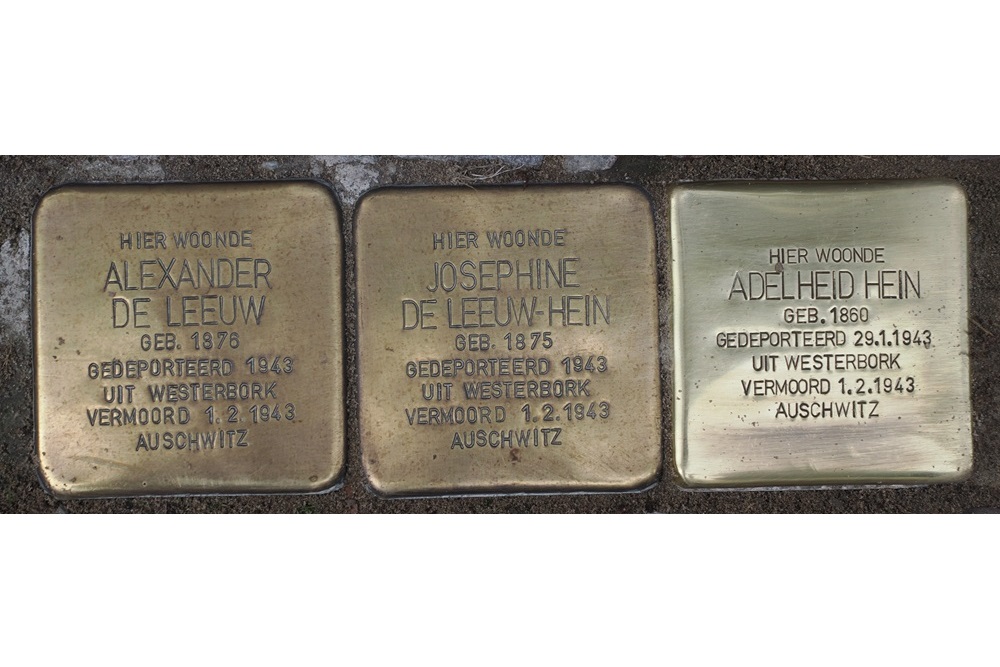 HIER WOONDE
ALEXANDER
DE LEEUW
GEB. 1876
GEDEPORTEERD 1943
UIT WESTERBORK
VERMOORD 1.2.1943
AUSCHWITZ
HIER WOONDE
JOSEPHINE
DE LEEUW-HEIN
GEB. 1875
GEDEPORTEERD 1943
UIT WESTERBORK
VERMOORD 1.2.1943
AUSCHWITZ
HIER WOONDE
ADELHEID HEIN
GEB. 1860
GEDEPORTEERD 29.1.1943
UIT WESTERBORK
VERMOORD 1.2.1943
AUSCHWITZ